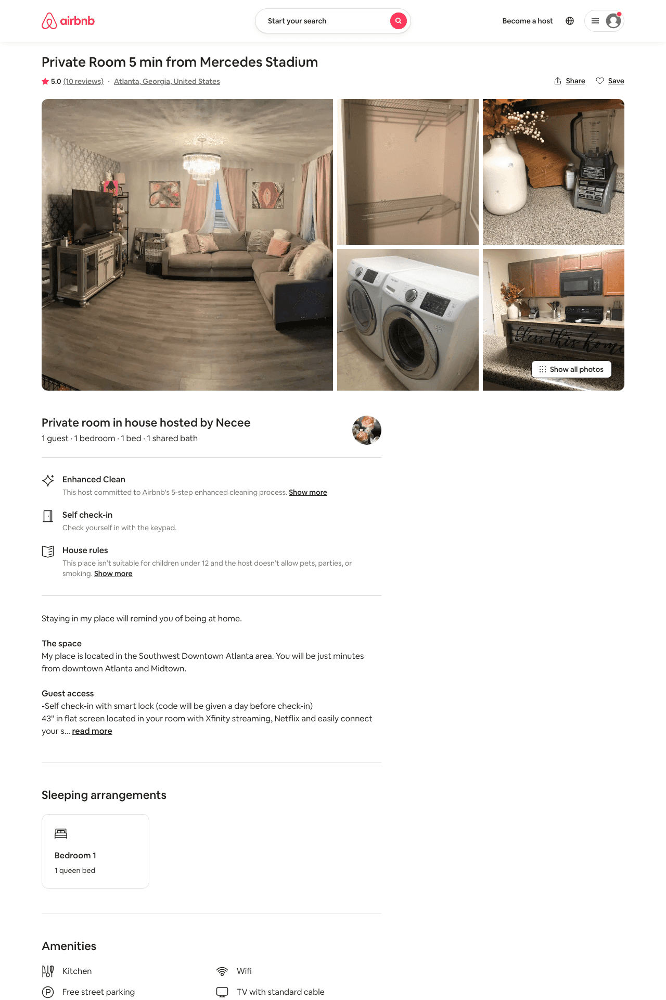 airbnb
Start your search
Become a host
Private Room 5 min from Mercedes Stadium
5.0 (10 reviews) · Atlanta, Georgia, United States
Share
Save
bless this home
Show all photos
Private room in house hosted by Necee
1 guest · 1 bedroom · 1 bed · 1 shared bath
Enhanced Clean
This host committed to Airbnb's 5-step enhanced cleaning process. Show more
Self check-in
Check yourself in with the keypad.
House rules
This place isn’t suitable for children under 12 and the host doesn’t allow pets, parties, or
smoking. Show more
Staying in my place will remind you of being at home.
The space
My place is located in the Southwest Downtown Atlanta area. You will be just minutes
from downtown Atlanta and Midtown.
Guest access
-Self check-in with smart lock (code will be given a day before check-in)
43" in flat screen located in your room with Xfinity streaming, Netflix and easily connect
your s... read more
Sleeping arrangements
Bedroom 1
1 queen bed
Amenities
Kitchen
Wifi
Free street parking
TV with standard cable